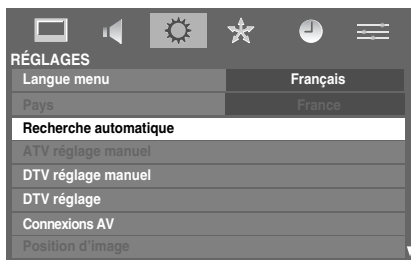 RÉGLAGES
Langue menu Français
Pays France
Recherche automatique
ATV réglage manuel
DTV réglage manuel
DTV réglage
Connexions AV
Position d'image